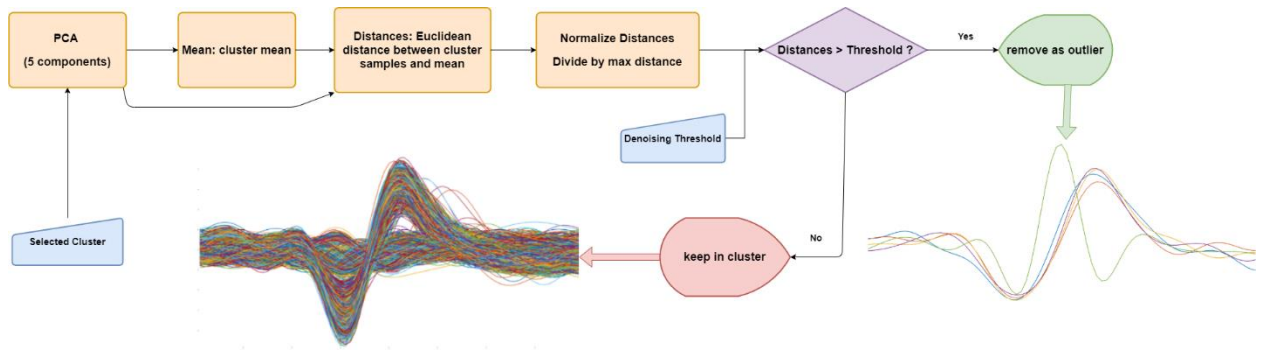 PCA
(5 components)
Mean: cluster mean
Distances: Euclidean
distance between cluster
samples and mean
Normalize Distances
Divide by max distance
Distances > Threshold ?
Yes
remove as outlier
Denoising Threshold
Selected Cluster
No
keep in cluster